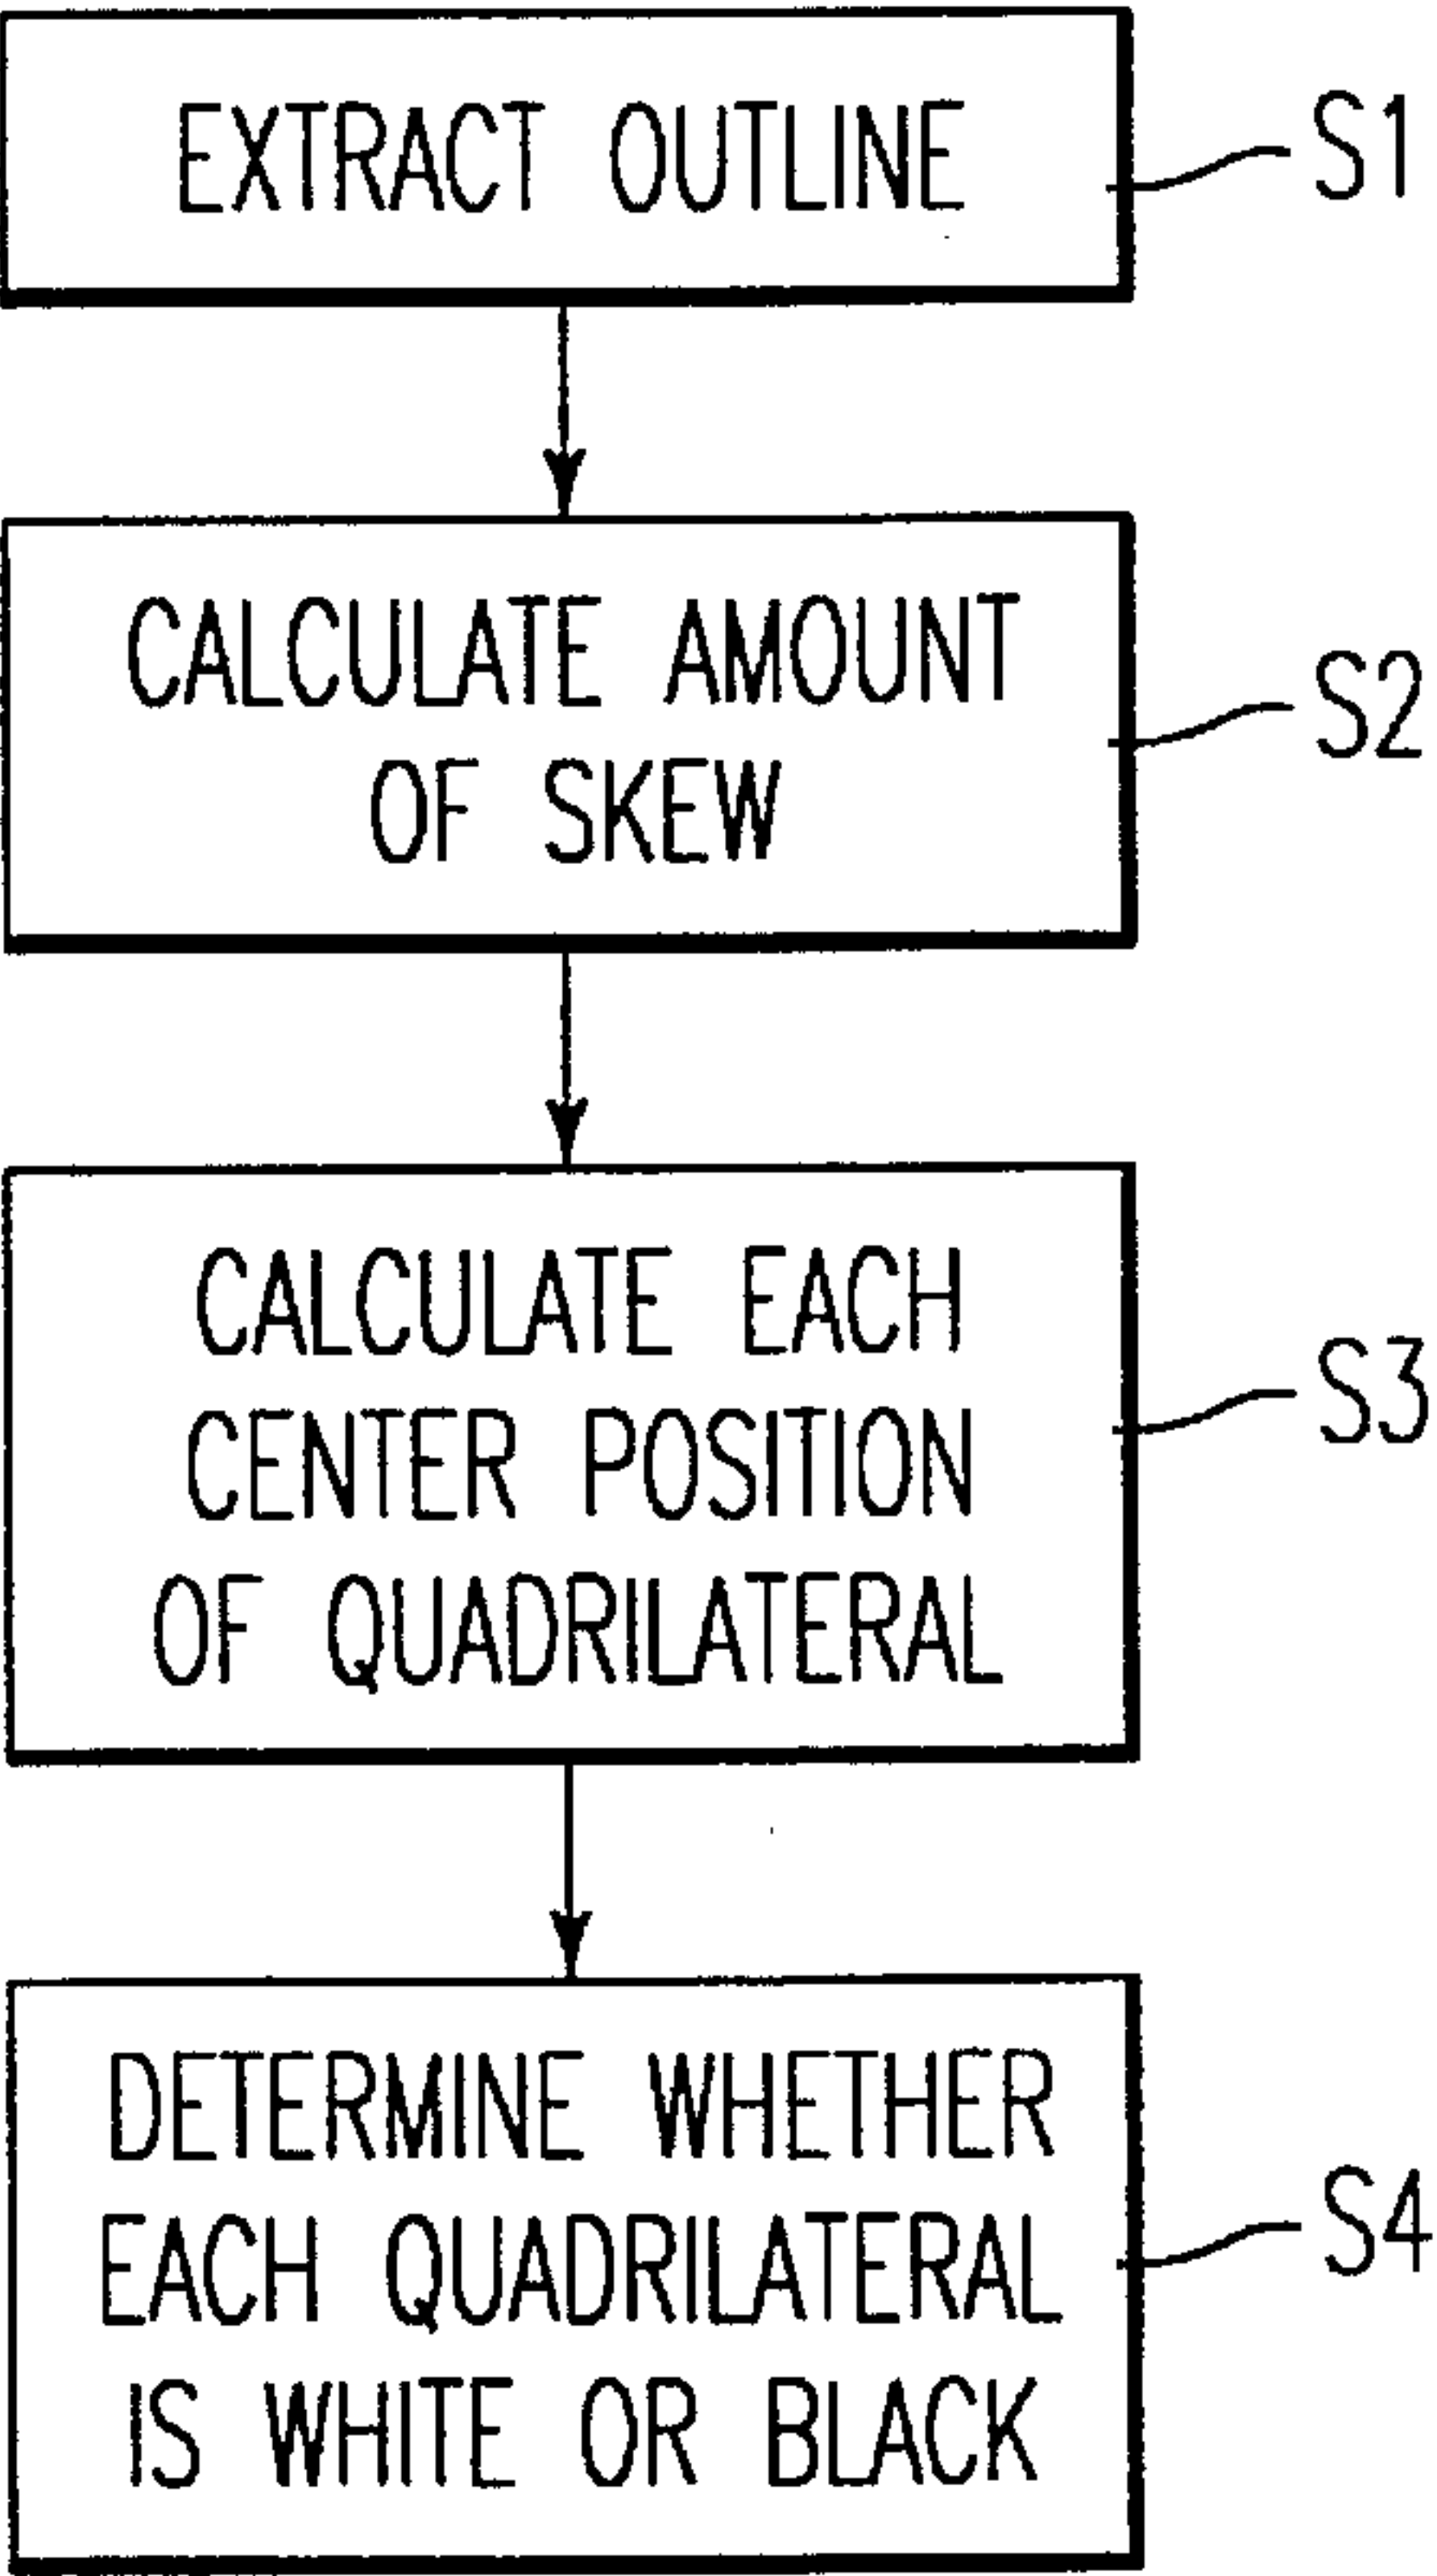 EXTRACT OUTLINE
S1
CALCULATE AMOUNT
OF SKEW
S2
CALCULATE EACH
CENTER POSITION
OF QUADRILATERAL
S3
DETERMINE WHETHER
EACH QUADRILATERAL
IS WHITE OR BLACK
S4